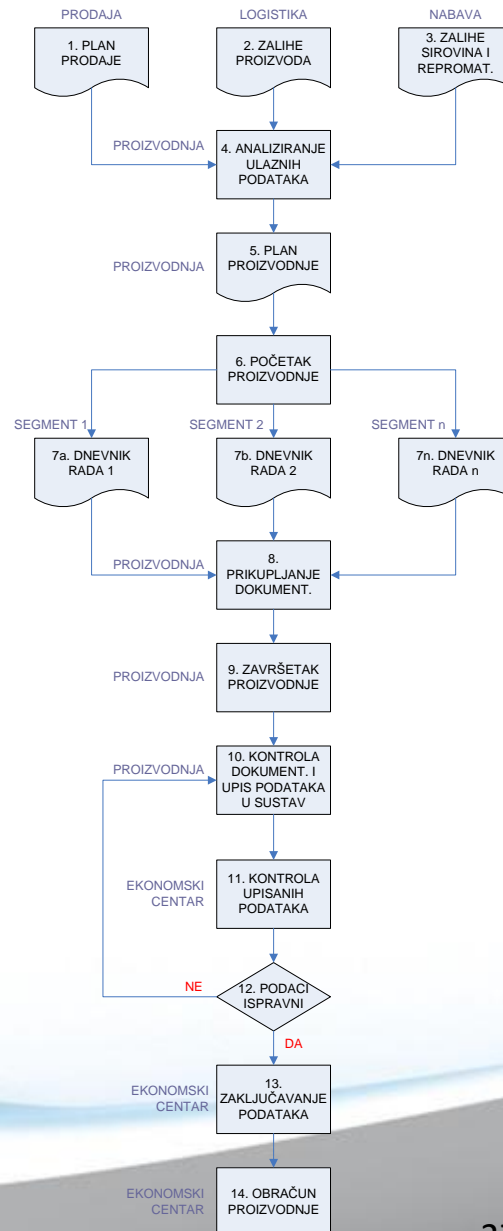 PRODAJA
LOGISTIKA
NABAVA
1. PLAN
PRODAJE
2. ZALIHE
PROIZVODA
3. ZALIHE
SIROVINA I
REPROMAT.
PROIZVODNJA
4. ANALIZIRANJE
ULAZNIH
PODATAKA
PROIZVODNJA
5. PLAN
PROIZVODNJE
6. POČETAK
PROIZVODNJE
SEGMENT 1
SEGMENT 2
SEGMENT n
7a. DNEVNIK
RADA 1
7b. DNEVNIK
RADA 2
7n. DNEVNIK
RADA n
PROIZVODNJA
8.
PRIKUPLJANJE
DOKUMENT.
PROIZVODNJA
9. ZAVRŠETAK
PROIZVODNJE
PROIZVODNJA
10. KONTROLA
DOKUMENT. I
UPIS PODATAKA
U SUSTAV
EKONOMSKI
CENTAR
11. KONTROLA
UPISANIH
PODATAKA
NE
12. PODACI
ISPRAVNI
DA
EKONOMSKI
CENTAR
13.
ZAKLJUČAVANJE
PODATAKA
EKONOMSKI
CENTAR
14. OBRAČUN
PROIZVODNJE